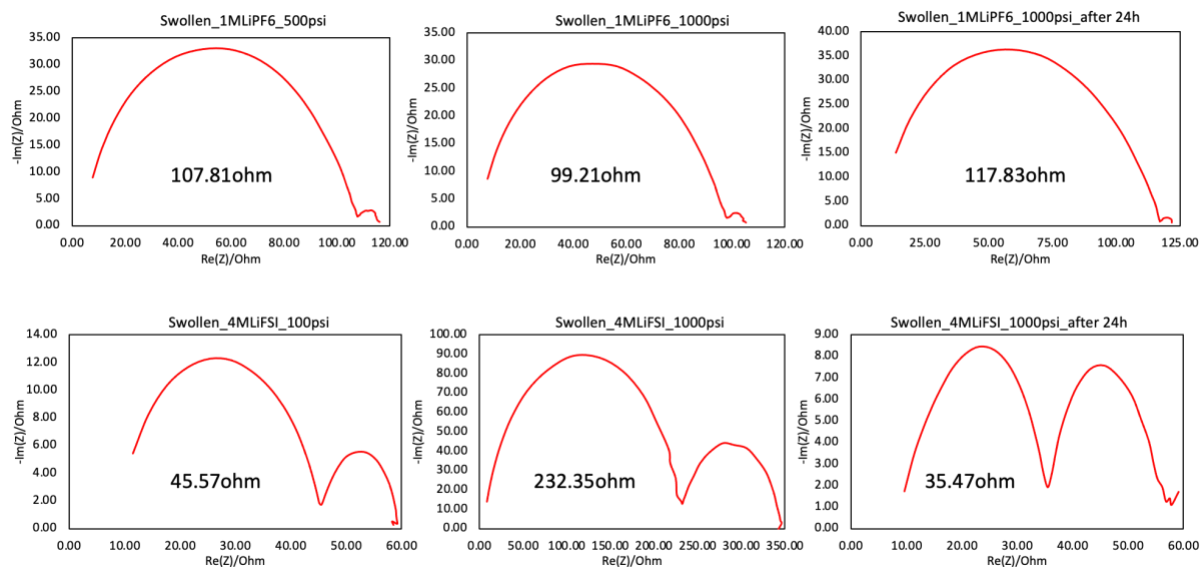 Swollen_1MLiPF6_500psi
35.00
30.00
25.00
20.00
15.00
10.00
5.00
0.00
-Im(Z)/Ohm
107.81ohm
0.00 20.00 40.00 60.00 80.00 100.00 120.00
Re(Z)/Ohm
Swollen_1MLiPF6_1000psi
35.00
30.00
25.00
20.00
15.00
10.00
5.00
0.00
-Im(Z)/Ohm
99.21ohm
0.00 20.00 40.00 60.00 80.00 100.00 120.00
Re(Z)/Ohm
Swollen_1MLiPF6_1000psi_after 24h
40.00
35.00
30.00
25.00
20.00
15.00
10.00
5.00
0.00
-Im(Z)/Ohm
117.83ohm
0.00 25.00 50.00 75.00 100.00 125.00
Re(Z)/Ohm
Swollen_4MLiFSI_100psi
14.00
12.00
10.00
8.00
6.00
4.00
2.00
0.00
-Im(Z)/Ohm
45.57ohm
0.00 10.00 20.00 30.00 40.00 50.00 60.00
Re(Z)/Ohm
Swollen_4MLiFSI_1000psi
100.00
90.00
80.00
70.00
60.00
50.00
40.00
30.00
20.00
10.00
0.00
-Im(Z)/Ohm
232.35ohm
0.00 50.00 100.00 150.00 200.00 250.00 300.00 350.00
Re(Z)/Ohm
Swollen_4MLiFSI_1000psi_after 24h
9.00
8.00
7.00
6.00
5.00
4.00
3.00
2.00
1.00
0.00
-Im(Z)/Ohm
35.47ohm
0.00 10.00 20.00 30.00 40.00 50.00 60.00
Re(Z)/Ohm